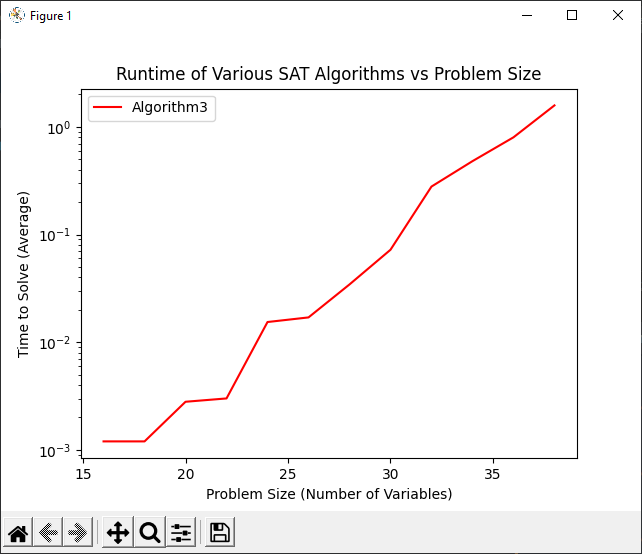 Figure 1
Runtime of Various SAT Algorithms vs Problem Size
Algorithm3
Time to Solve (Average)
10⁰
10⁻¹
10⁻²
10⁻³
15 20 25 30 35
Problem Size (Number of Variables)